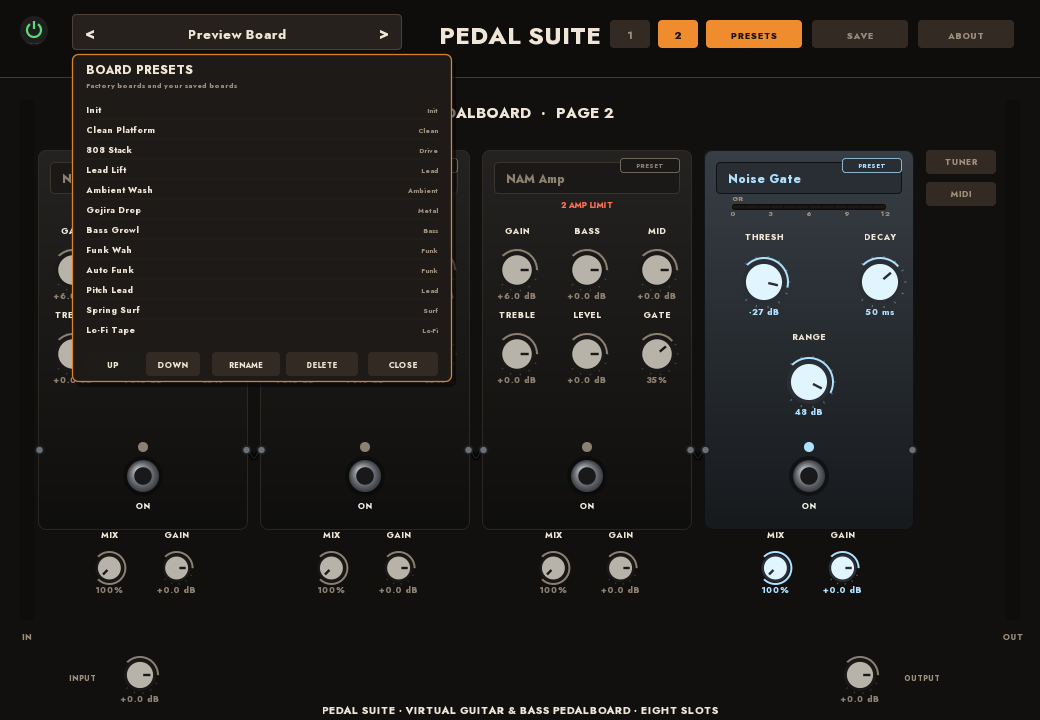 < Preview Board >
PEDAL SUITE
1
2
PRESETS
SAVE
ABOUT
BOARD PRESETS
Factory boards and your saved boards
Init Init
Clean Platform Clean
808 Stack Drive
Lead Lift Lead
Ambient Wash Ambient
Gojira Drop Metal
Bass Growl Bass
Funk Wah Funk
Auto Funk Funk
Pitch Lead Lead
Spring Surf Surf
Lo-Fi Tape Lo-Fi
UP DOWN RENAME DELETE CLOSE
DALBOARD · PAGE 2
NAM Amp
PRESET
2 AMP LIMIT
GAIN BASS MID
+6.0 dB +0.0 dB +0.0 dB
TREBLE LEVEL GATE
+0.0 dB +0.0 dB 35%
Noise Gate
PRESET
GR
0 3 6 9 12
THRESH DECAY
-27 dB 50 ms
RANGE
48 dB
TUNER
MIDI
ON ON ON ON
MIX GAIN MIX GAIN MIX GAIN MIX GAIN
100% +0.0 dB 100% +0.0 dB 100% +0.0 dB 100% +0.0 dB
IN OUT
INPUT
+0.0 dB
OUTPUT
+0.0 dB
PEDAL SUITE · VIRTUAL GUITAR & BASS PEDALBOARD · EIGHT SLOTS